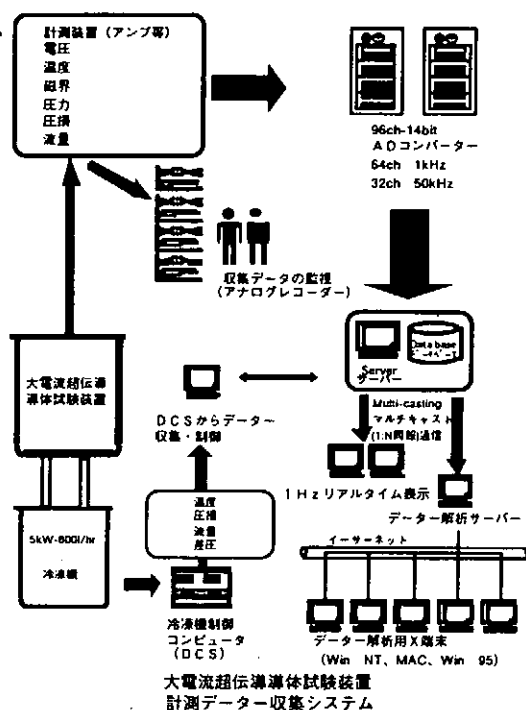 計測装置（アンプ等）
電圧
温度
磁界
圧力
圧損
流量
96ch-14bit
ADコンバーター
64ch 1kHz
32ch 50kHz
収集データの監視
(アナログレコーダー)
大電流超伝導
導体試験装置
DCSからデーター
収集・制御
Data base
データベース
Server
サーバー
Multi-casting
マルチキャスト
(1:N同報)通信
1Hzリアルタイム表示
データー解析サーバー
温度
圧損
流量
差圧
5kW-800l/hr
冷凍機
イーサーネット
冷凍機制御
コンピュータ
(DCS)
データー解析用X端末
(Win NT、MAC、Win 95)
大電流超伝導導体試験装置
計測データー収集システム